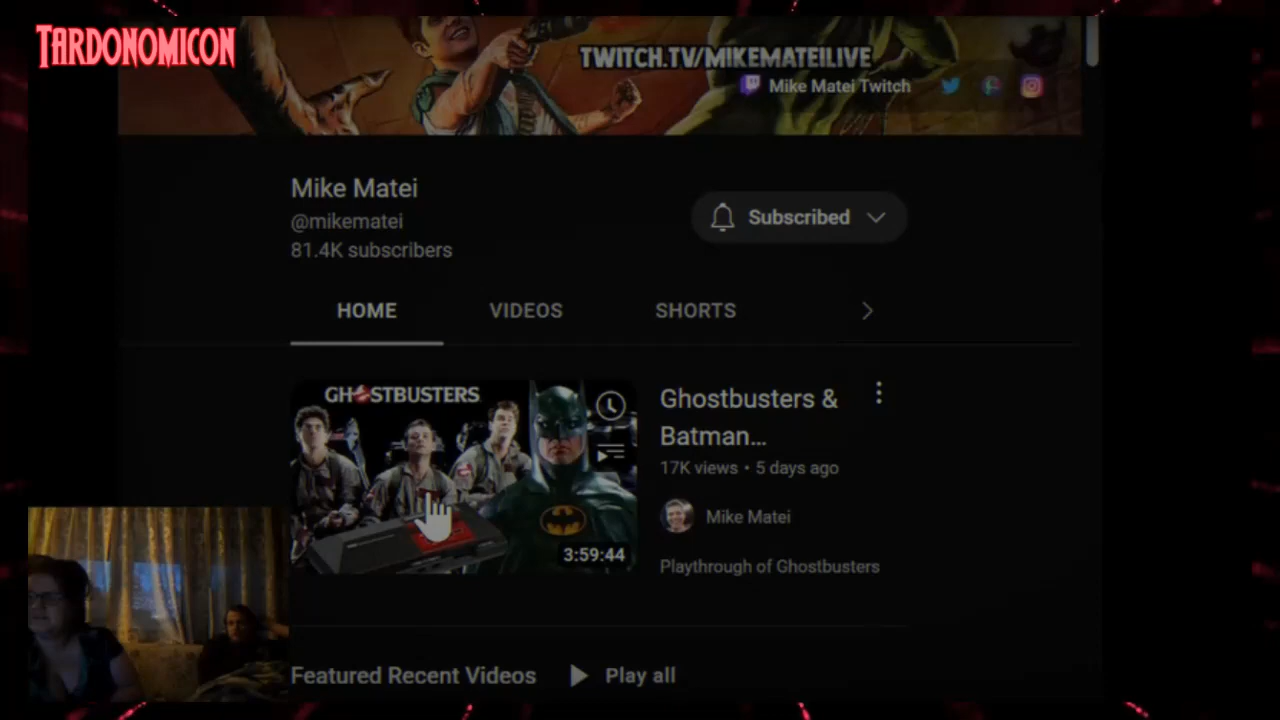 TARDONOMICON
TWITCH.TV/MIKEMATEILIVE
Mike Matei Twitch
Mike Matei
@mikematei
81.4K subscribers
Subscribed
HOME VIDEOS SHORTS
GHOSTBUSTERS
3:59:44
Ghostbusters &
Batman...
17K views • 5 days ago
Mike Matei
Playthrough of Ghostbusters
Featured Recent Videos Play all